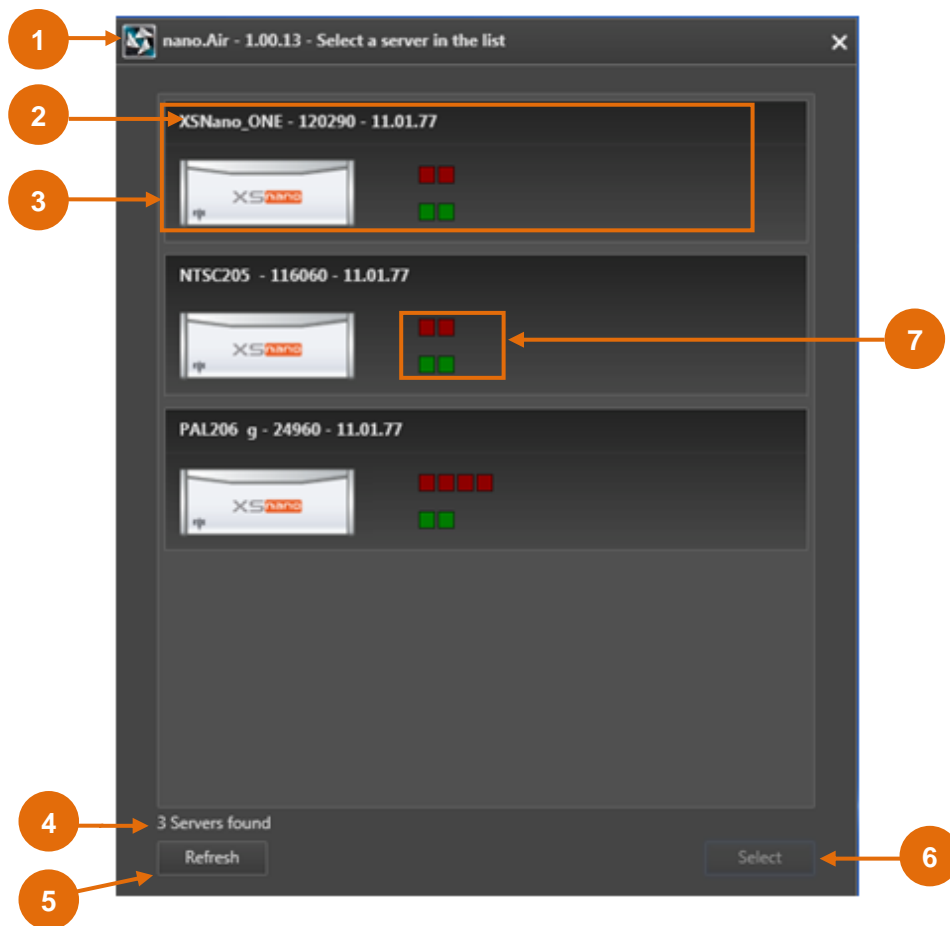 1
nano.Air - 1.00.13 - Select a server in the list
2
XSNano_ONE - 120290 - 11.01.77
3
XSnano
NTSC205 - 116060 - 11.01.77
XSnano
7
PAL206 g - 24960 - 11.01.77
XSnano
4
3 Servers found
5
Refresh
Select
6